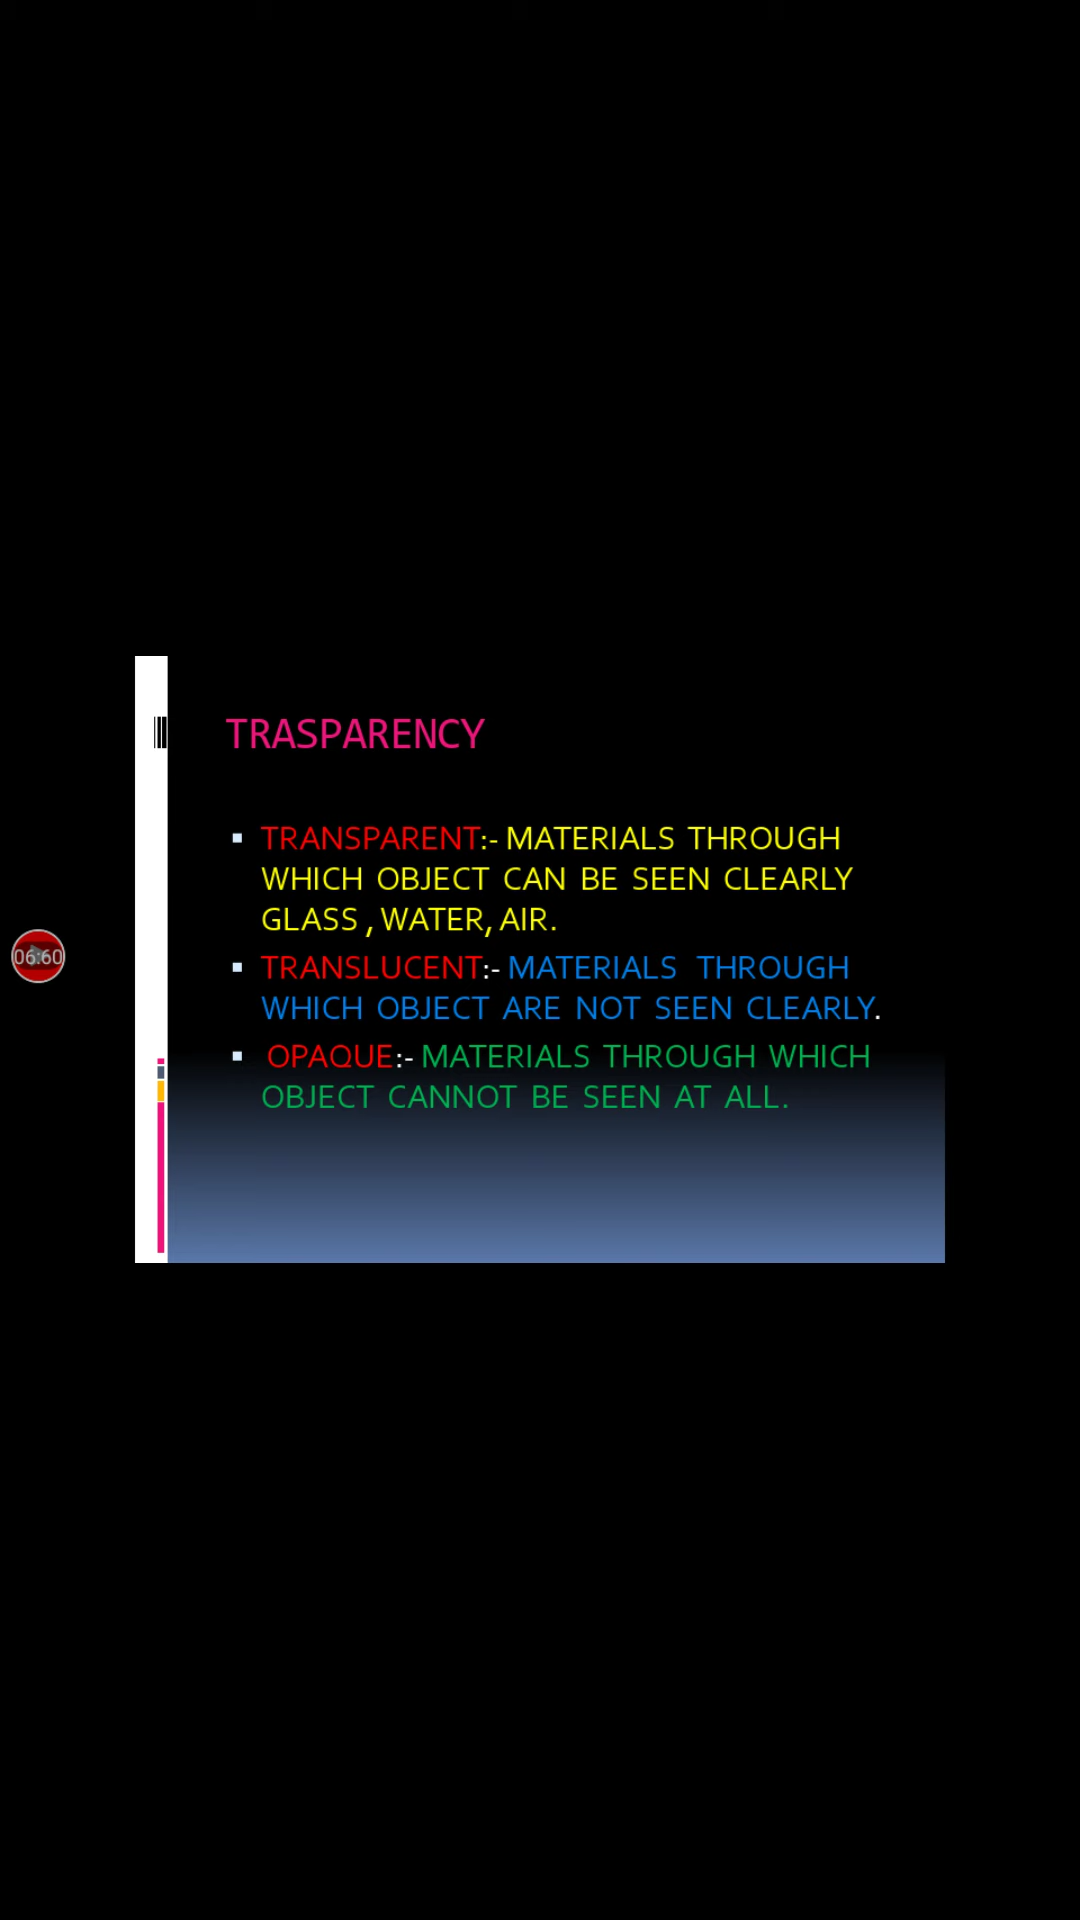 TRASPARENCY
TRANSPARENT:- MATERIALS THROUGH
WHICH OBJECT CAN BE SEEN CLEARLY
GLASS , WATER, AIR.
TRANSLUCENT:- MATERIALS THROUGH
WHICH OBJECT ARE NOT SEEN CLEARLY.
06:60
OPAQUE:- MATERIALS THROUGH WHICH
OBJECT CANNOT BE SEEN AT ALL.